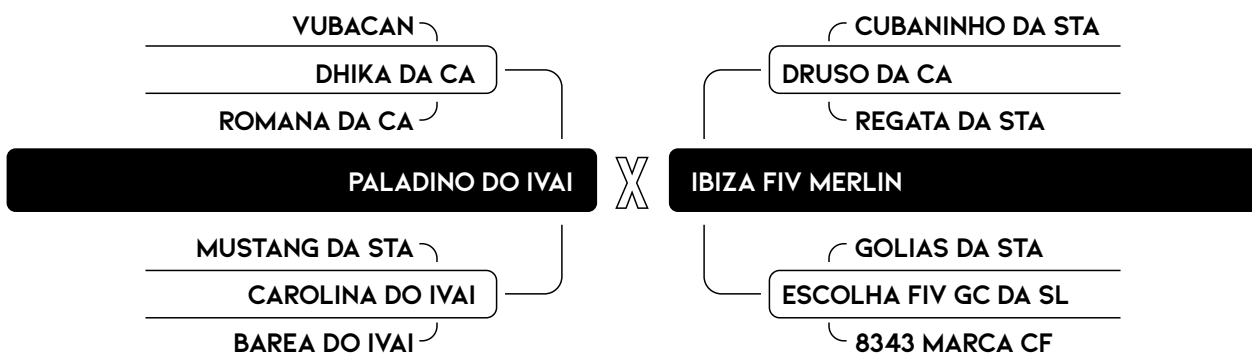 VUBACAN
CUBANINHO DA STA
DHIKA DA CA
DRUSO DA CA
ROMANA DA CA
REGATA DA STA
PALADINO DO IVAI X IBIZA FIV MERLIN
MUSTANG DA STA
GOLIAS DA STA
CAROLINA DO IVAI
ESCOLHA FIV GC DA SL
BAREA DO IVAI
8343 MARCA CF